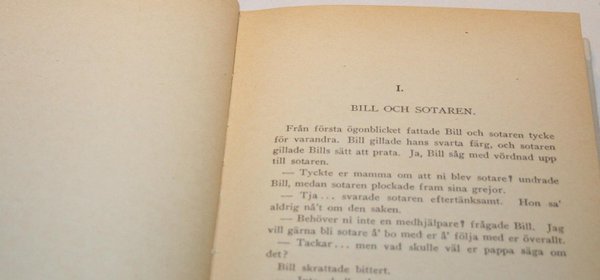 I.
BILL OCH SOTAREN.
Från första ögonblicket fattade Bill och sotaren tycke
för varandra. Bill gillade hans svarta färg, och sotaren
gillade Bills sätt att prata. Ja, Bill såg med vördnad upp
till sotaren.
— Tyckte er mamma om att ni blev sotare? undrade
Bill, medan sotaren plockade fram sina grejor.
— Tja... svarade sotaren eftertänksamt. Hon sa'
aldrig nå't om den saken.
— Behöver ni inte en medhjälpare? frågade Bill. Jag
vill gärna bli sotare å' bo med er å' följa med er överallt.
— Tackar... men vad skulle väl er pappa säga om
det?
Bill skrattade bittert.